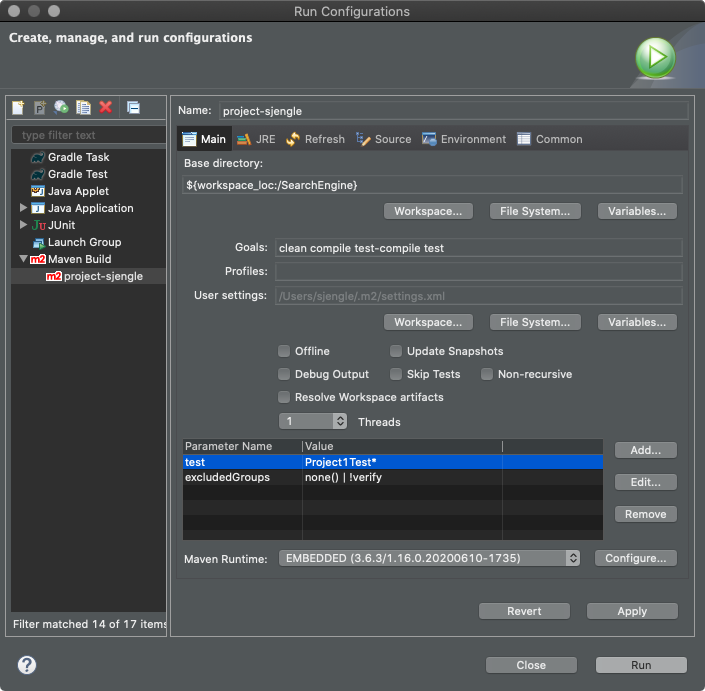 Run Configurations
Create, manage, and run configurations
type filter text
Gradle Task
Gradle Test
Java Applet
Java Application
Ju JUnit
Launch Group
m2 Maven Build
m2 project-sjengle
Filter matched 14 of 17 items
Name: project-sjengle
Main JRE Refresh Source Environment Common
Base directory:
${workspace_loc:/SearchEngine}
Workspace... File System... Variables...
Goals: clean compile test-compile test
Profiles:
User settings: /Users/sjengle/.m2/settings.xml
Workspace... File System... Variables...
Offline Update Snapshots
Debug Output Skip Tests Non-recursive
Resolve Workspace artifacts
1 Threads
Parameter Name Value
test Project1Test*
excludedGroups none() | !verify
Add...
Edit...
Remove
Maven Runtime: EMBEDDED (3.6.3/1.16.0.20200610-1735) Configure...
Revert Apply
? Close Run